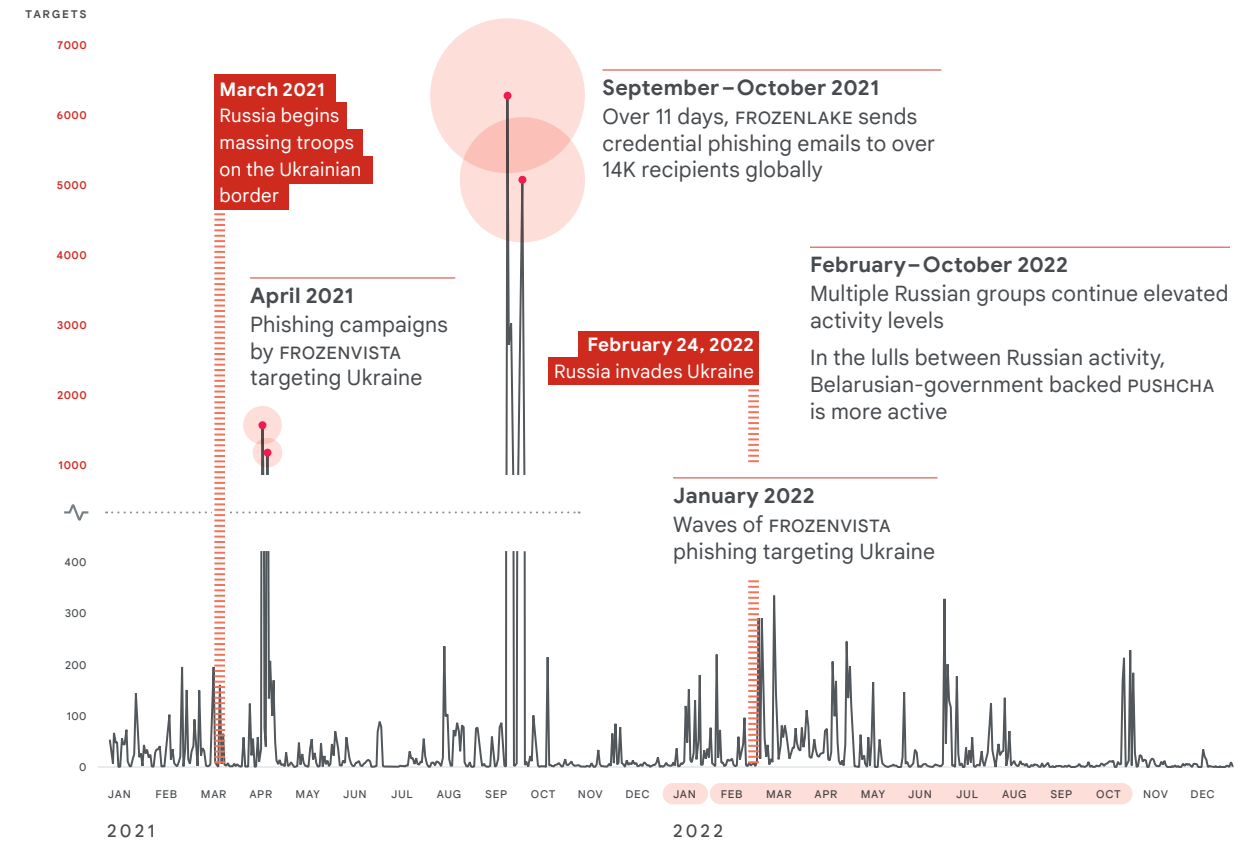 TARGETS
7000
6000
5000
4000
3000
2000
1000
400
300
200
100
0
March 2021
Russia begins
massing troops
on the Ukrainian
border
April 2021
Phishing campaigns
by FROZENVISTA
targeting Ukraine
September–October 2021
Over 11 days, FROZENLAKE sends
credential phishing emails to over
14K recipients globally
February 24, 2022
Russia invades Ukraine
February–October 2022
Multiple Russian groups continue elevated
activity levels
In the lulls between Russian activity,
Belarusian-government backed PUSHCHA
is more active
January 2022
Waves of FROZENVISTA
phishing targeting Ukraine
JAN FEB MAR APR MAY JUN JUL AUG SEP OCT NOV DEC JAN FEB MAR APR MAY JUN JUL AUG SEP OCT NOV DEC
2021 2022